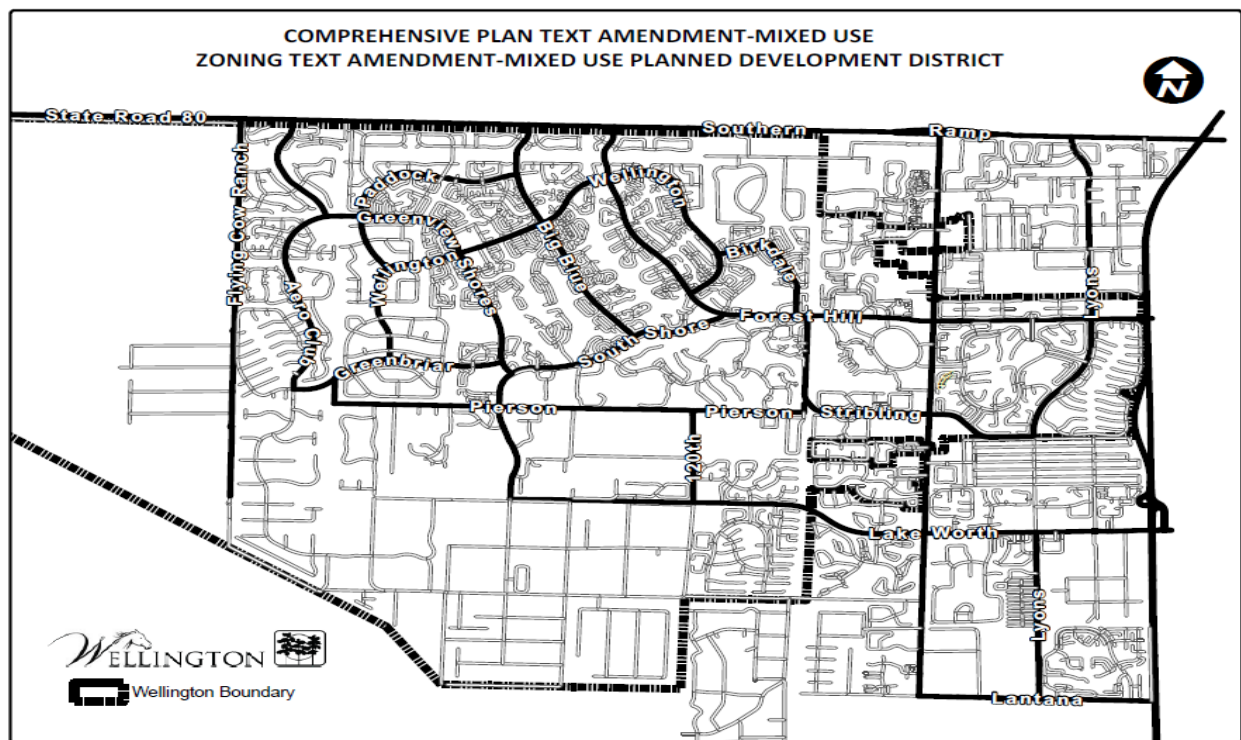 COMPREHENSIVE PLAN TEXT AMENDMENT-MIXED USE
ZONING TEXT AMENDMENT-MIXED USE PLANNED DEVELOPMENT DISTRICT
N
State Road 80
Southern
Ramp
Flying Cow Ranch
Paddock
Wellington
Greenview Shores
Big Blue
Birkdale
Wellington
Aero Club
Lyons
Forest Hill
South Shore
Greenbriar
Pierson
Pierson
Stribling
120th
Lake Worth
Lyons
WELLINGTON
Wellington Boundary
Lantana